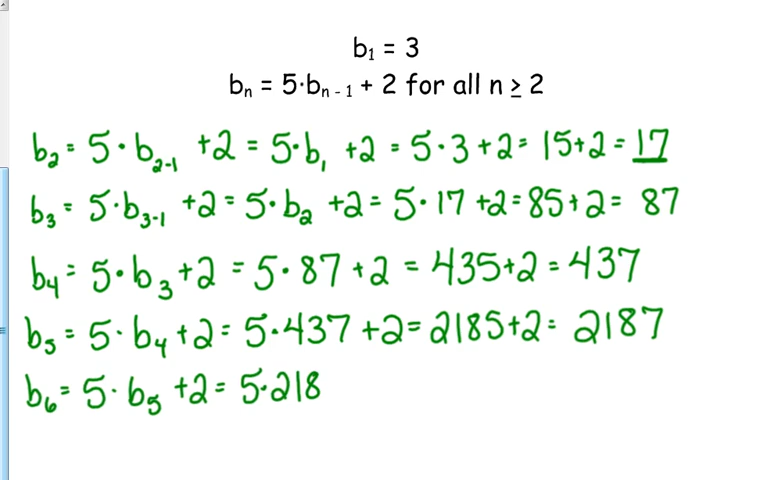 b₁ = 3
bₙ = 5·bₙ₋₁ + 2 for all n ≥ 2
b₂ = 5·b₂₋₁ +2 = 5·b₁ +2 = 5·3 +2 = 15+2 = 17
b₃ = 5·b₃₋₁ +2 = 5·b₂ +2 = 5·17 +2 = 85+2 = 87
b₄ = 5·b₃ +2 = 5·87 +2 = 435+2 = 437
b₅ = 5·b₄ +2 = 5·437 +2 = 2185+2 = 2187
b₆ = 5·b₅ +2 = 5·218